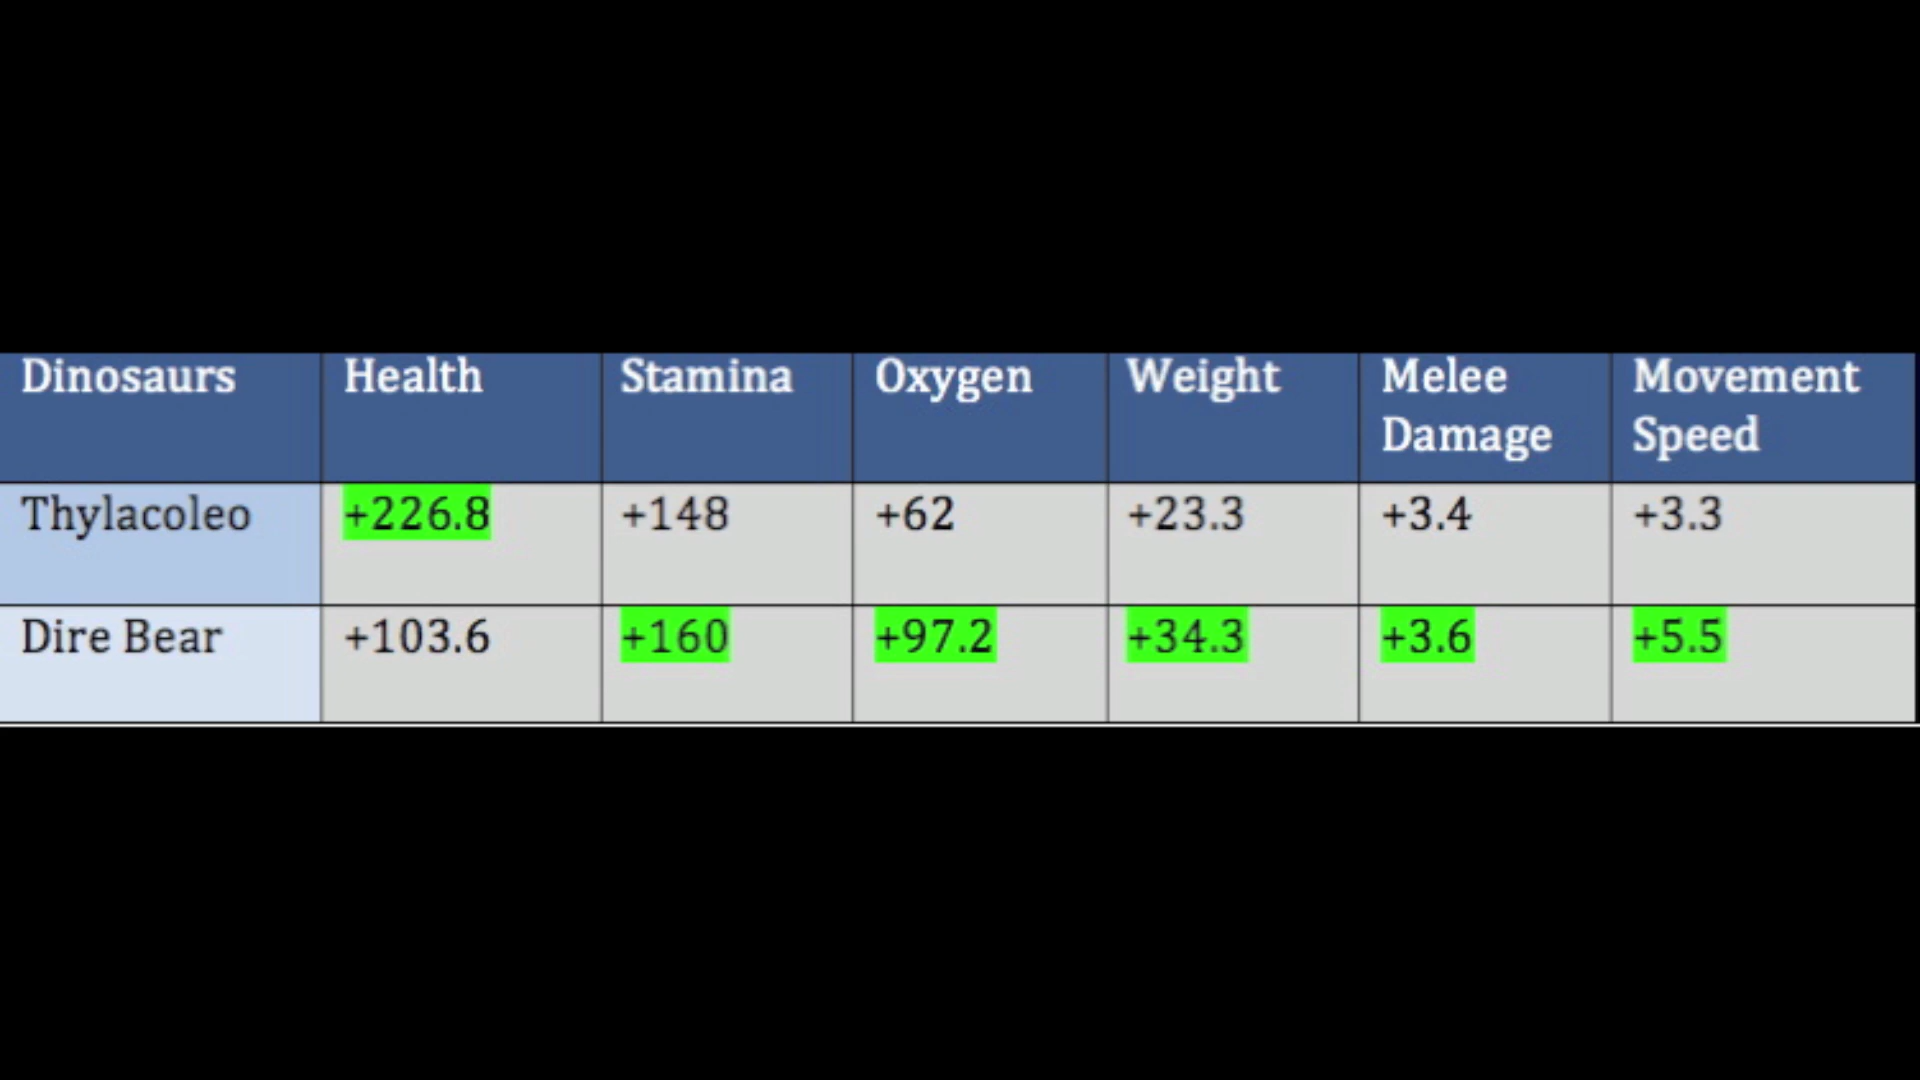 Dinosaurs Health Stamina Oxygen Weight Melee Damage Movement Speed
Thylacoleo +226.8 +148 +62 +23.3 +3.4 +3.3
Dire Bear +103.6 +160 +97.2 +34.3 +3.6 +5.5